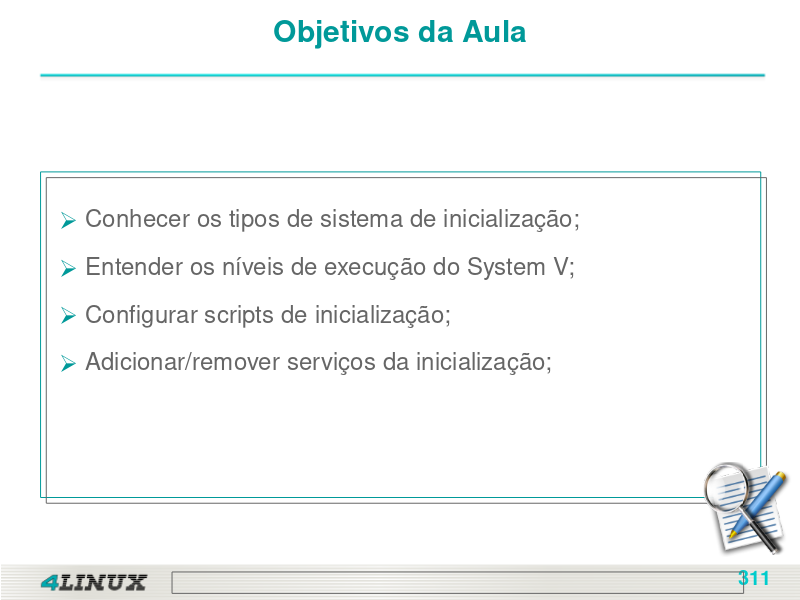 Objetivos da Aula
Conhecer os tipos de sistema de inicialização;
Entender os níveis de execução do System V;
Configurar scripts de inicialização;
Adicionar/remover serviços da inicialização;
4LINUX
311